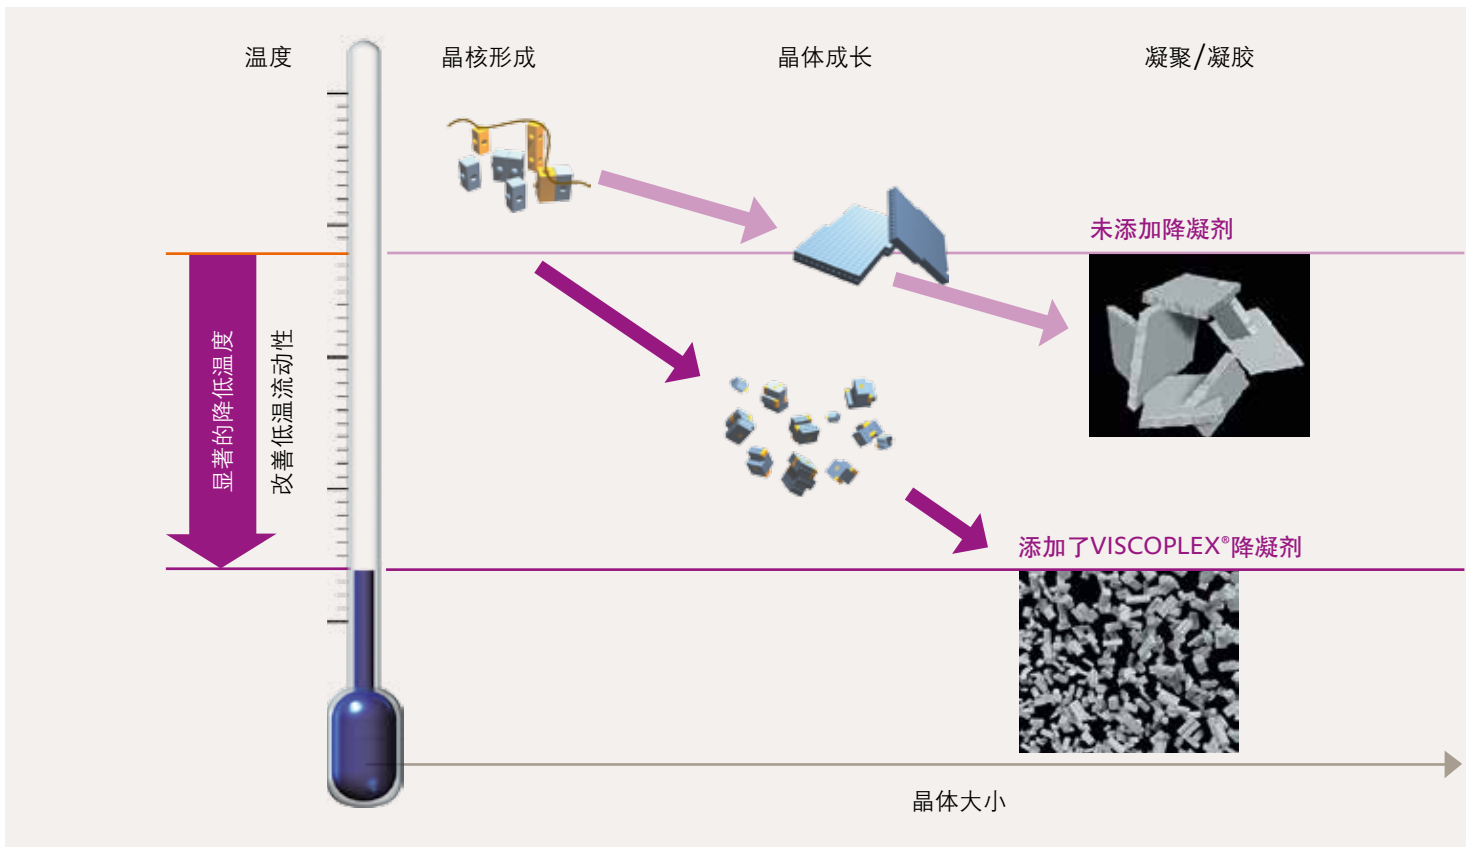 温度
晶核形成
晶体成长
凝聚/凝胶
未添加降凝剂
显著的降低温度
改善低温流动性
添加了VISCOPLEX®降凝剂
晶体大小